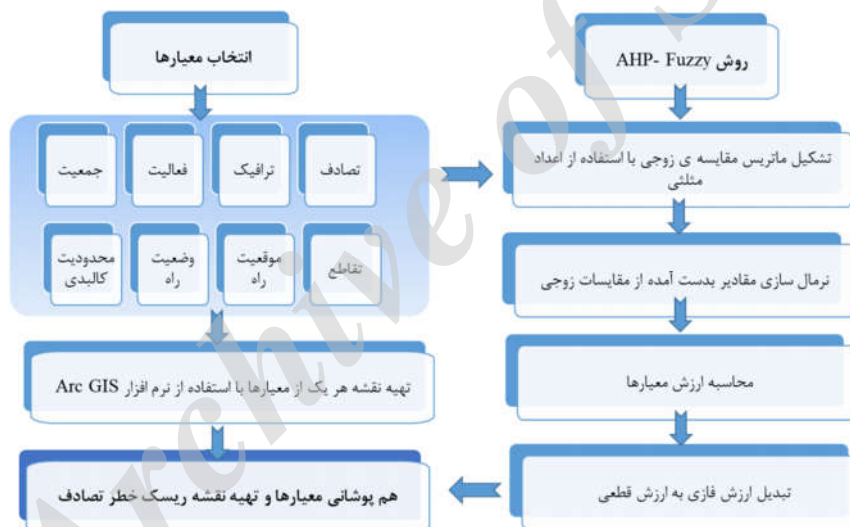 انتخاب معیارها
روش AHP- Fuzzy
تصادف
ترافیک
فعالیت
جمعیت
تقاطع
موقعیت
راه
وضعیت
راه
محدودیت
کالبدی
تشکیل ماتریس مقایسه ی زوجی با استفاده از اعداد
مثلثی
نرمال سازی مقادیر بدست آمده از مقایسات زوجی
محاسبه ارزش معیارها
تبدیل ارزش فازی به ارزش قطعی
تهیه نقشه هر یک از معیارها با استفاده از نرم افزار Arc GIS
هم پوشانی معیارها و تهیه نقشه ریسک خطر تصادف
Archive of S